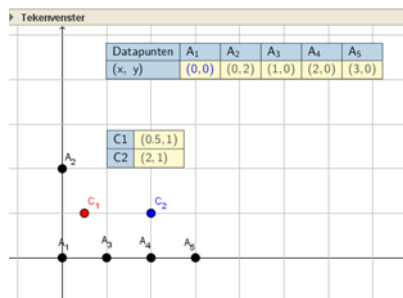 Tekenvenster
Datapunten A₁ A₂ A₃ A₄ A₅
(x, y) (0,0) (0,2) (1,0) (2,0) (3,0)
C1 (0.5,1)
C2 (2,1)
A₂
C₁ C₂
A₁ A₃ A₄ A₅